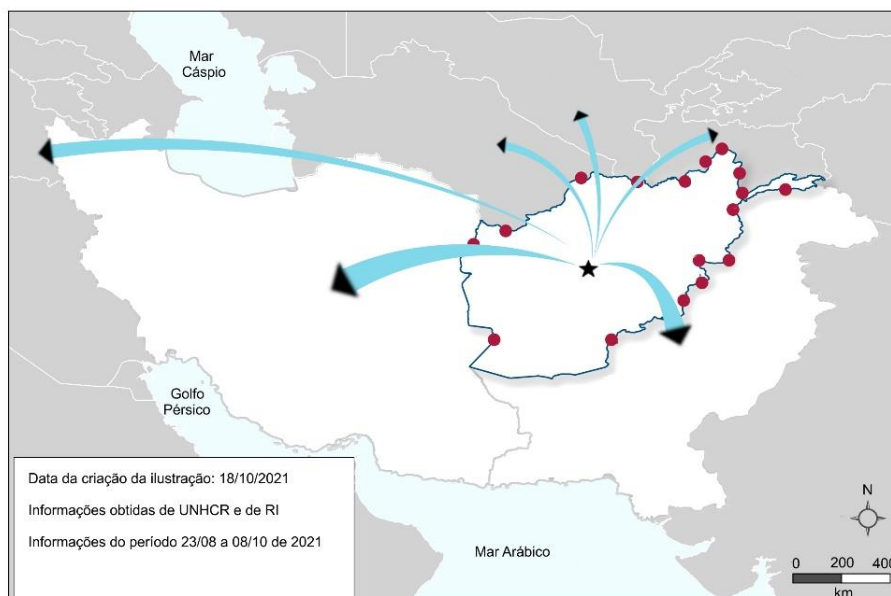 Mar
Cáspio
Golfo
Pérsico
Data da criação da ilustração: 18/10/2021
Informações obtidas de UNHCR e de RI
Informações do período 23/08 a 08/10 de 2021
Mar Arábico
N
0 200 400
km